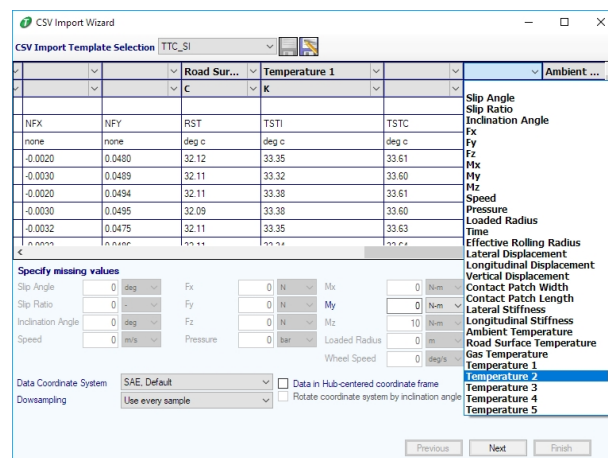 CSV Import Wizard
CSV Import Template Selection TTC_SI
Road Sur... Temperature 1 Ambient ...
C K
NFX NFY RST TSTI TSTC
none none deg c deg c deg c
-0.0020 0.0480 32.12 33.35 33.61
-0.0030 0.0489 32.11 33.32 33.60
-0.0020 0.0494 32.11 33.38 33.61
-0.0030 0.0495 32.09 33.38 33.60
-0.0032 0.0475 32.11 33.35 33.63
Slip Angle
Slip Ratio
Inclination Angle
Fx
Fy
Fz
Mx
My
Mz
Speed
Pressure
Loaded Radius
Time
Effective Rolling Radius
Lateral Displacement
Longitudinal Displacement
Vertical Displacement
Contact Patch Width
Contact Patch Length
Lateral Stiffness
Longitudinal Stiffness
Ambient Temperature
Road Surface Temperature
Gas Temperature
Temperature 1
Temperature 2
Temperature 3
Temperature 4
Temperature 5
Specify missing values
Slip Angle 0 deg Fx 0 N Mx 0 N-m
Slip Ratio 0 - Fy 0 N My 0 N-m
Inclination Angle 0 deg Fz 0 N Mz 10 N-m
Speed 0 m/s Pressure 0 bar Loaded Radius 0 m
Wheel Speed 0 deg/s
Data Coordinate System SAE, Default Data in Hub-centered coordinate frame
Dowsampling Use every sample Rotate coordinate system by inclination angle
Previous Next Finish